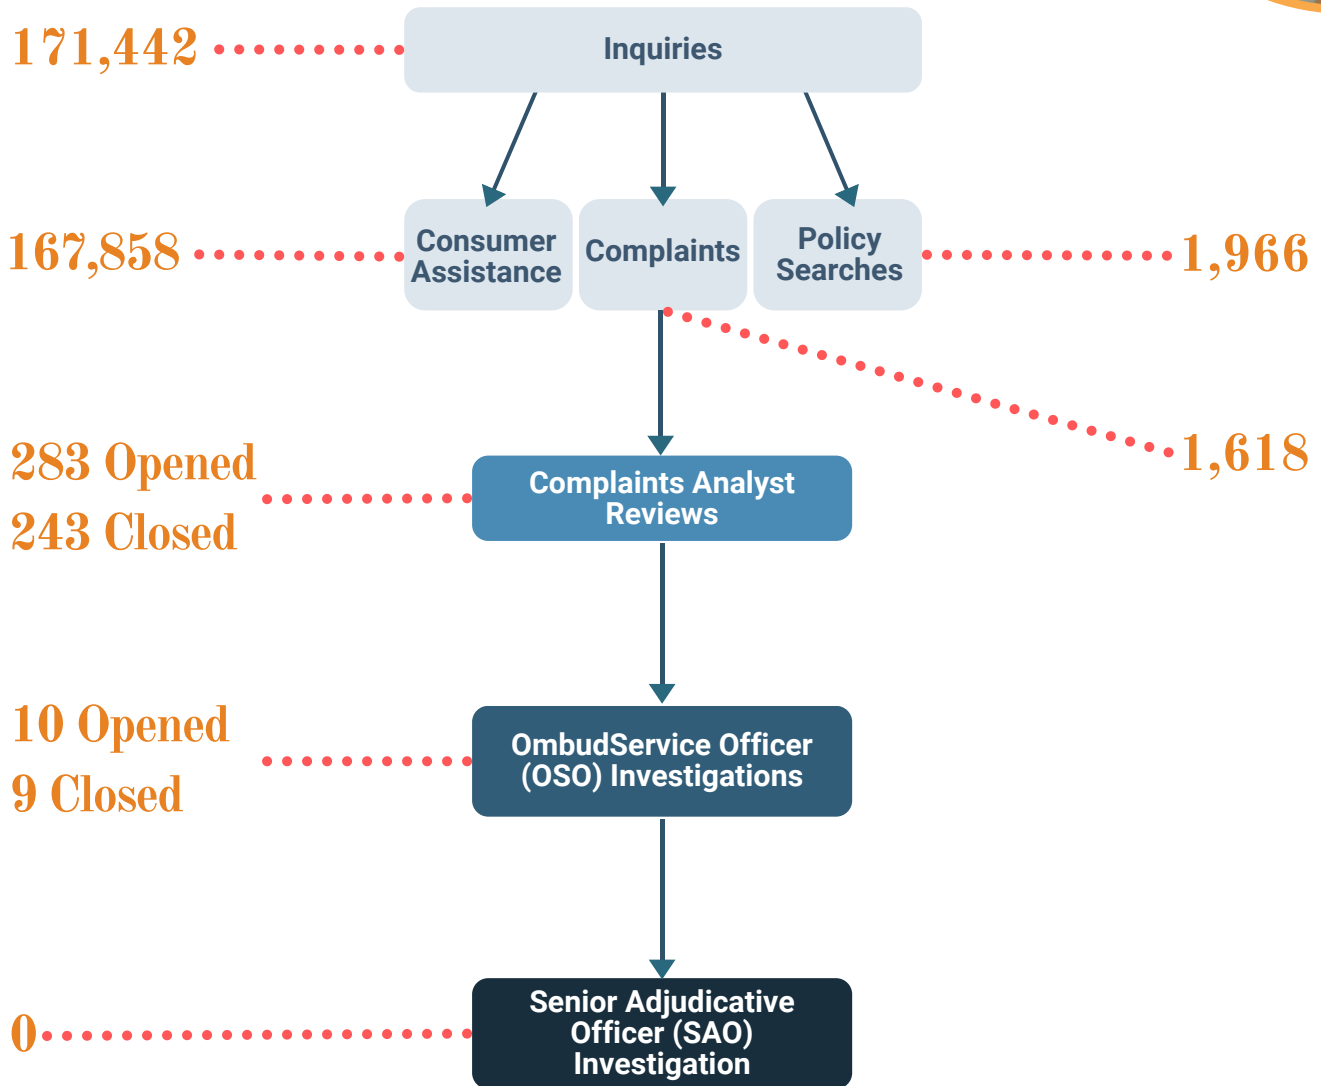 171,442
Inquiries
167,858
Consumer
Assistance
Complaints
Policy
Searches
1,966
1,618
283 Opened
243 Closed
Complaints Analyst
Reviews
10 Opened
9 Closed
OmbudService Officer
(OSO) Investigations
0
Senior Adjudicative
Officer (SAO)
Investigation